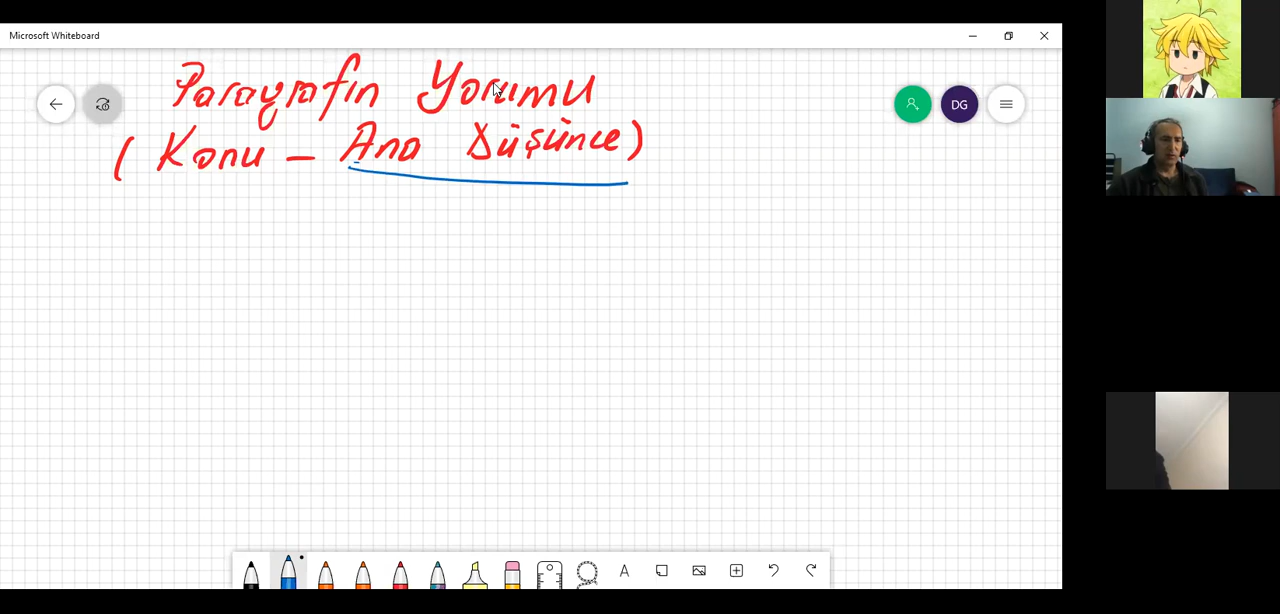 Microsoft Whiteboard
Paragrafın Yorumu
DG
( Konu – Ana Düşünce )
A